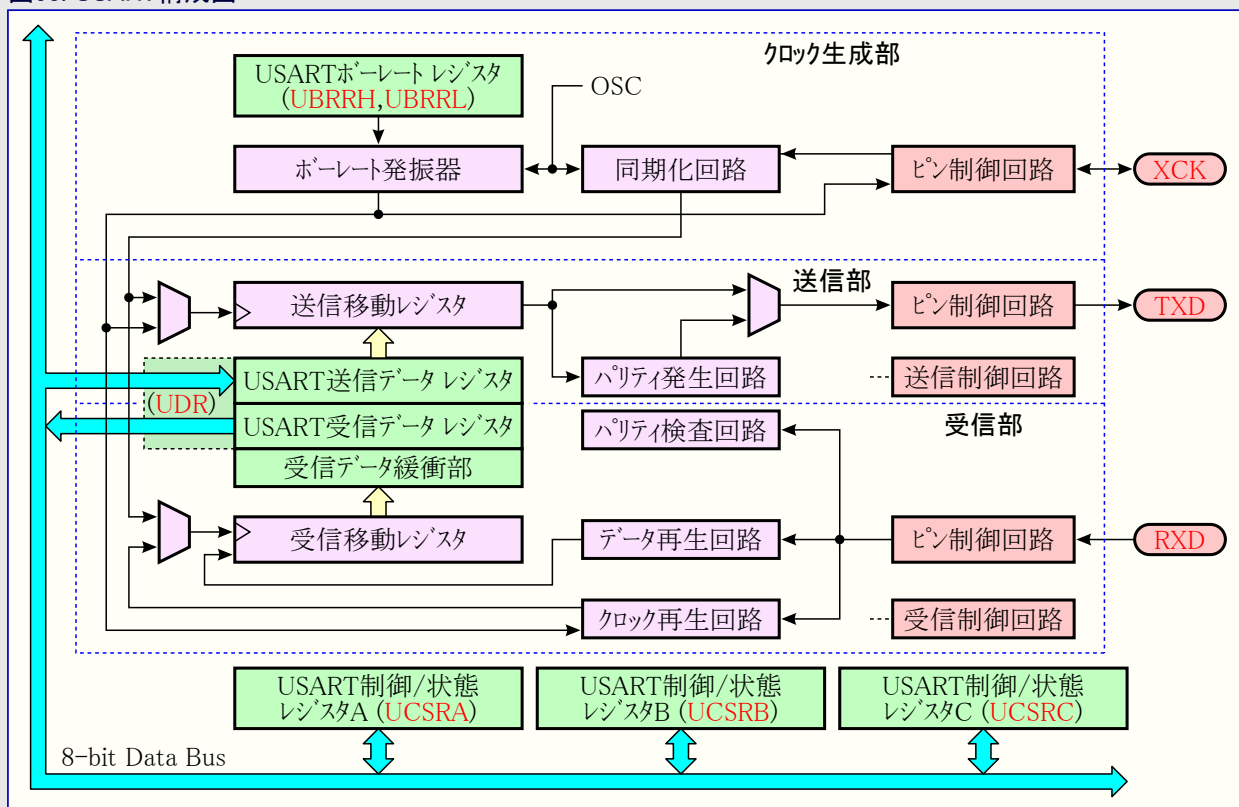 クロック生成部
USARTボーレート レジスタ
(UBRRH,UBRRL)
OSC
ボーレート発振器
同期化回路
ピン制御回路
XCK
送信部
送信移動レジスタ
ピン制御回路
TXD
USART送信データ レジスタ
パリティ発生回路
送信制御回路
(UDR)
USART受信データ レジスタ
パリティ検査回路
受信部
受信データ緩衝部
受信移動レジスタ
データ再生回路
ピン制御回路
RXD
クロック再生回路
受信制御回路
USART制御/状態
レジスタA (UCSRA)
USART制御/状態
レジスタB (UCSRB)
USART制御/状態
レジスタC (UCSRC)
8-bit Data Bus